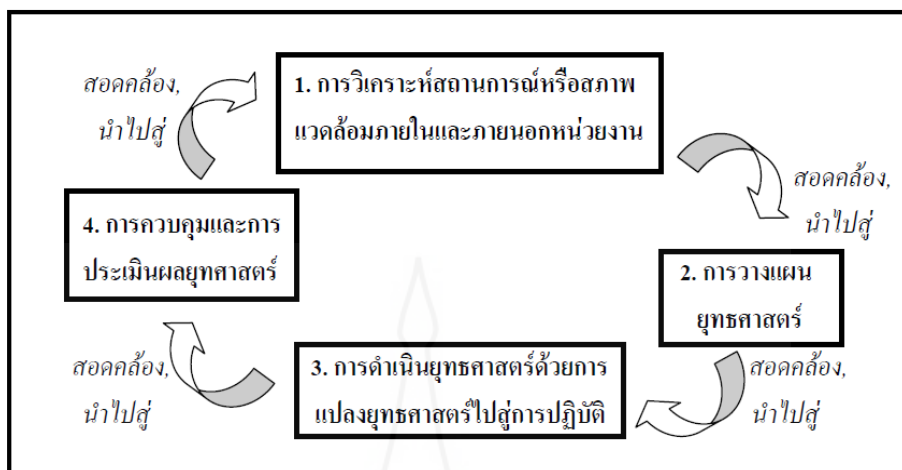 สอดคล้อง,
นำไปสู่
1. การวิเคราะห์สถานการณ์หรือสภาพ
แวดล้อมภายในและภายนอกหน่วยงาน
สอดคล้อง,
นำไปสู่
4. การควบคุมและการ
ประเมินผลยุทศาสตร์
2. การวางแผน
ยุทธศาสตร์
สอดคล้อง,
นำไปสู่
3. การดำเนินยุทธศาสตร์ด้วยการ
แปลงยุทธศาสตร์ไปสู่การปฏิบัติ
สอดคล้อง,
นำไปสู่